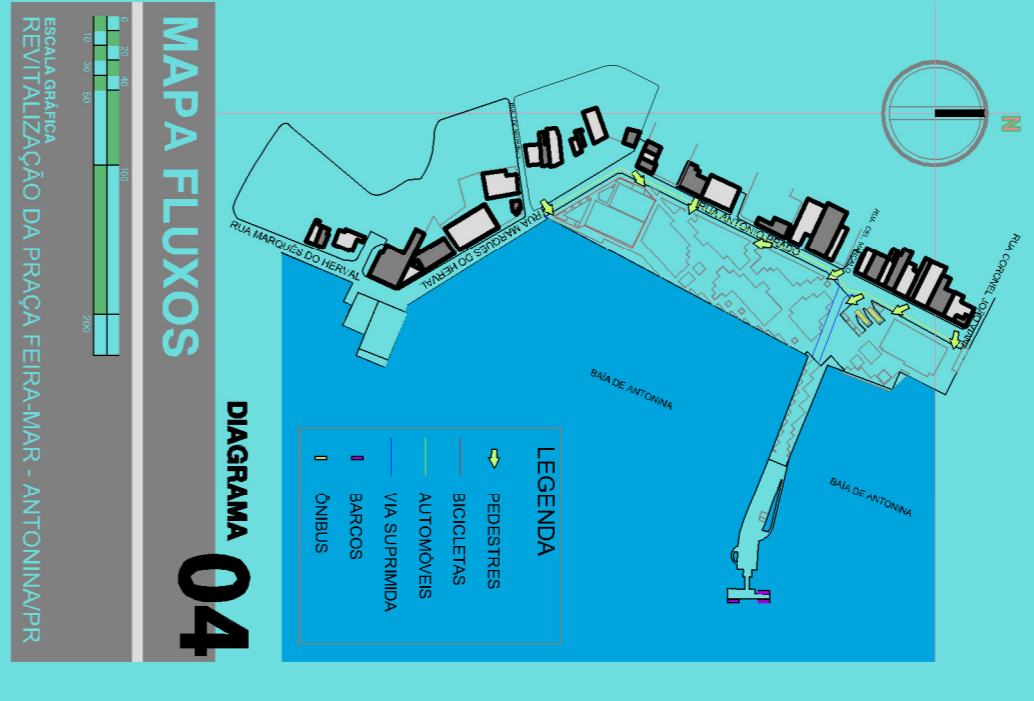 MAPA FLUXOS
ESCALA GRÁFICA
REVITALIZAÇÃO DA PRAÇA FEIRA-MAR - ANTONINA/PR
0 20 40 100
10 30 50 200
DIAGRAMA 04
N
RUA CORONEL JOÃO VIANA
RUA ANTONIO PRADO
RUA MARQUÊS DO HERVAL
RUA MARQUÊS DO HERVAL
BAÍA DE ANTONINA
BAÍA DE ANTONINA
LEGENDA
PEDESTRES
BICICLETAS
AUTOMÓVEIS
VIA SUPRIMIDA
BARCOS
ÔNIBUS